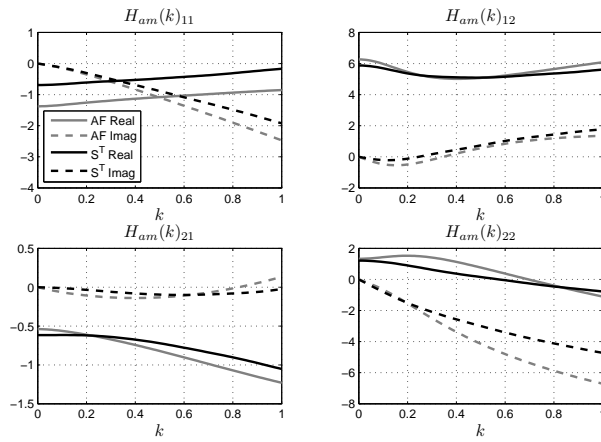 H_{am}(k)_{11}
1
0
−1
−2
−3
−4
0 0.2 0.4 0.6 0.8 1
k
AF Real
AF Imag
S^T Real
S^T Imag
H_{am}(k)_{12}
8
6
4
2
0
−2
0 0.2 0.4 0.6 0.8 1
k
H_{am}(k)_{21}
0.5
0
−0.5
−1
−1.5
0 0.2 0.4 0.6 0.8 1
k
H_{am}(k)_{22}
2
0
−2
−4
−6
−8
0 0.2 0.4 0.6 0.8 1
k